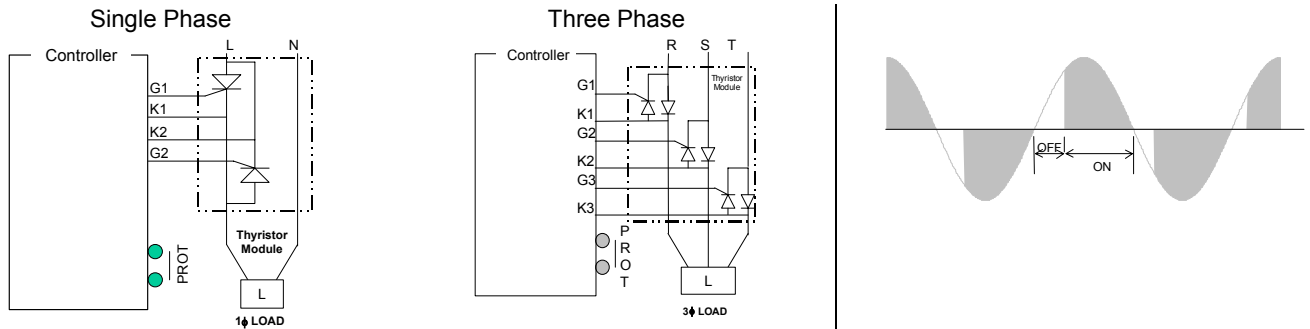 Single Phase
Controller
L
N
G1
K1
K2
G2
PROT
Thyristor
Module
L
1ϕ LOAD
Three Phase
Controller
R S T
Thyristor
Module
G1
K1
G2
K2
G3
K3
P
R
O
T
L
3ϕ LOAD
OFF
ON